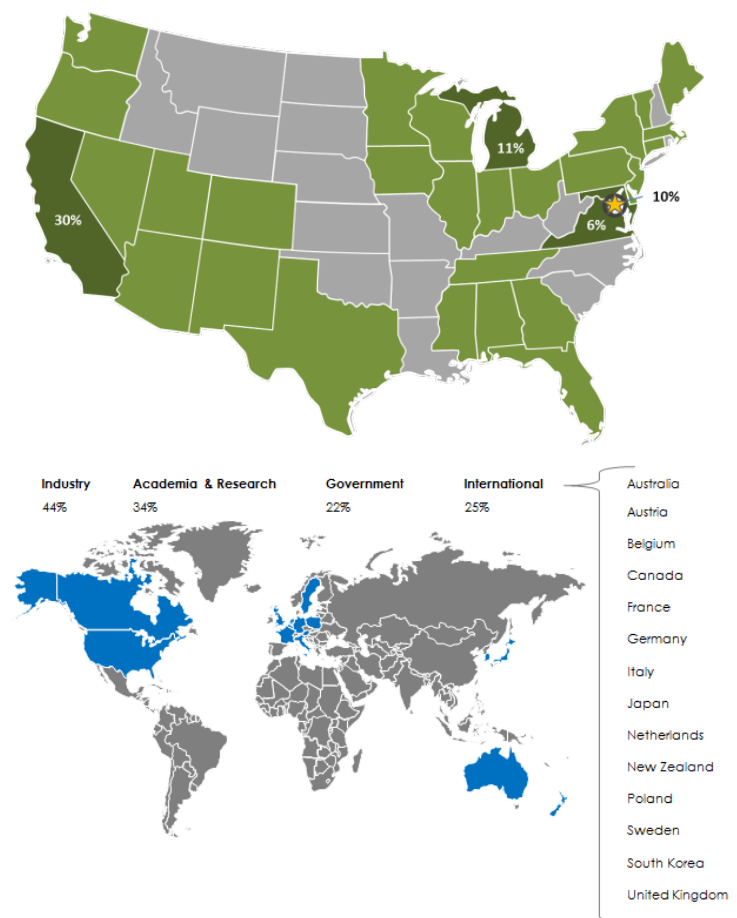 11%
10%
30%
6%
Industry Academia & Research Government International
44% 34% 22% 25%
Australia
Austria
Belgium
Canada
France
Germany
Italy
Japan
Netherlands
New Zealand
Poland
Sweden
South Korea
United Kingdom